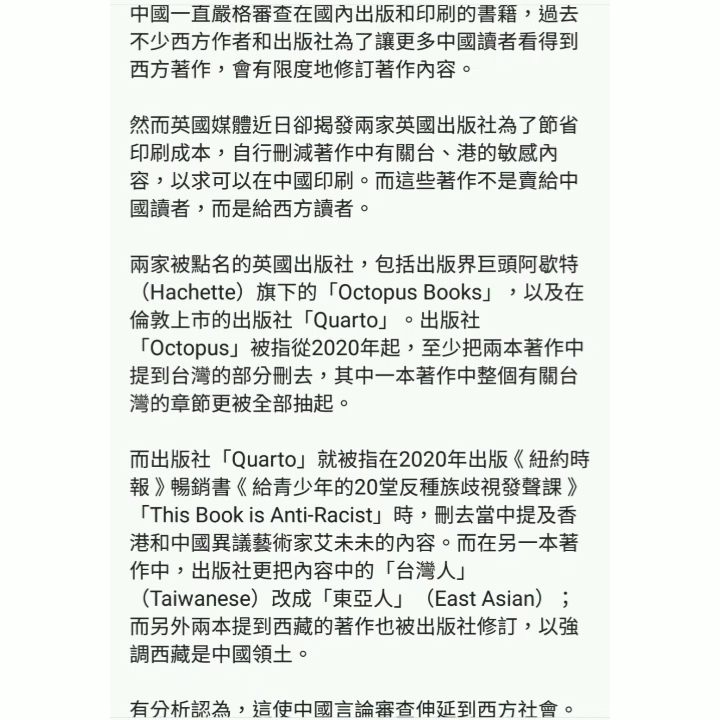 中國一直嚴格審查在國內出版和印刷的書籍，過去
不少西方作者和出版社為了讓更多中國讀者看得到
西方著作，會有限度地修訂著作內容。
然而英國媒體近日卻揭發兩家英國出版社為了節省
印刷成本，自行刪減著作中有關台、港的敏感內
容，以求可以在中國印刷。而這些著作不是賣給中
國讀者，而是給西方讀者。
兩家被點名的英國出版社，包括出版界巨頭阿歇特
（Hachette）旗下的「Octopus Books」，以及在
倫敦上市的出版社「Quarto」。出版社
「Octopus」被指從2020年起，至少把兩本著作中
提到台灣的部分刪去，其中一本著作中整個有關台
灣的章節更被全部抽起。
而出版社「Quarto」就被指在2020年出版《 紐約時
報 》暢銷書《 給青少年的20堂反種族歧視發聲課 》
「This Book is Anti-Racist」時，刪去當中提及香
港和中國異議藝術家艾未未的內容。而在另一本著
作中，出版社更把內容中的「台灣人」
（Taiwanese）改成「東亞人」（East Asian）；
而另外兩本提到西藏的著作也被出版社修訂，以強
調西藏是中國領土。
有分析認為，這使中國言論審查伸延到西方社會。